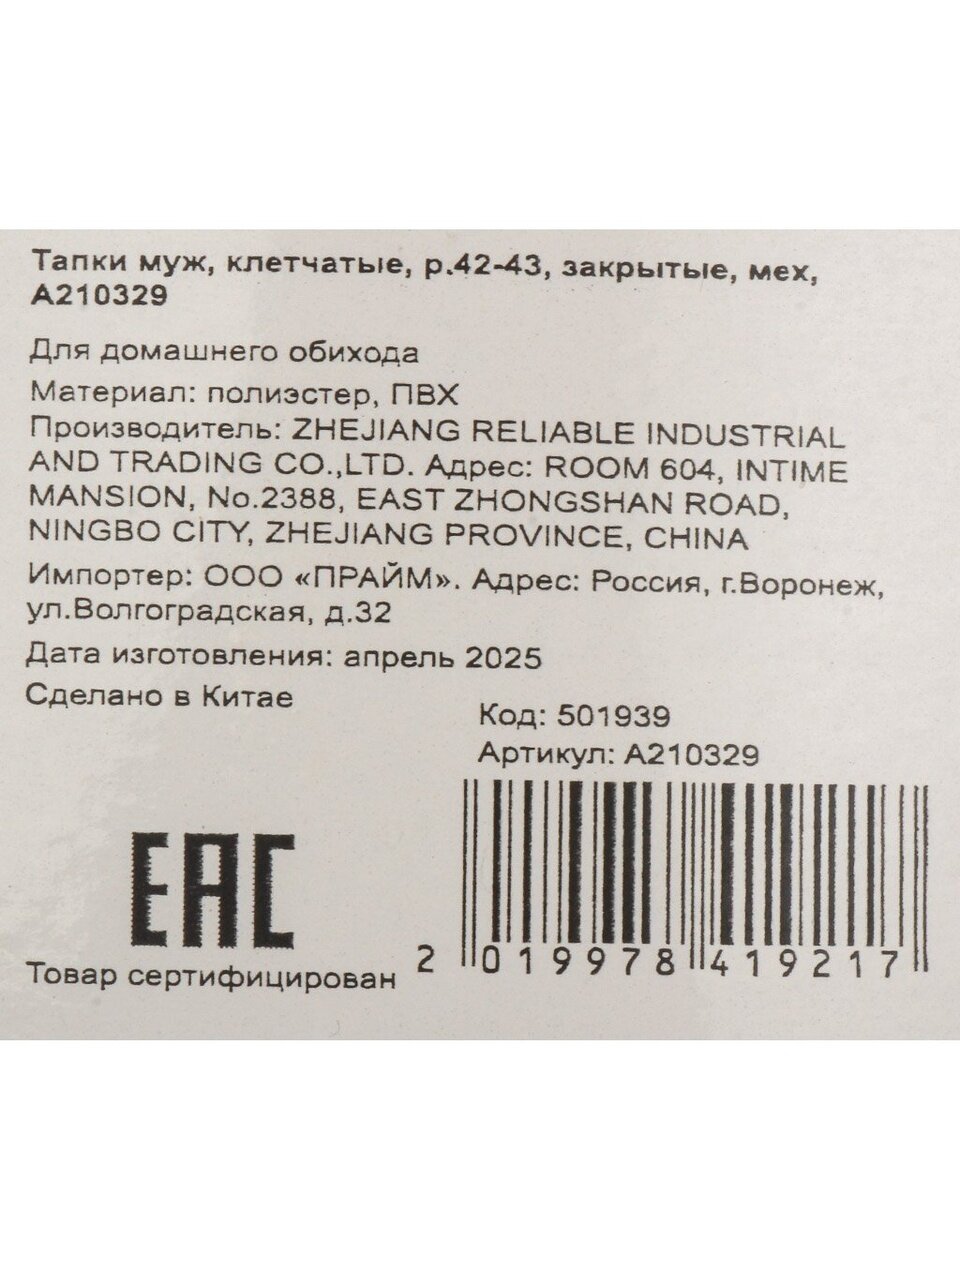 Тапки муж, клетчатые, р.42-43, закрытые, мех,
А210329
Для домашнего обихода
Материал: полиэстер, ПВХ
Производитель: ZHEJIANG RELIABLE INDUSTRIAL
AND TRADING CO.,LTD. Адрес: ROOM 604, INTIME
MANSION, No.2388, EAST ZHONGSHAN ROAD,
NINGBO CITY, ZHEJIANG PROVINCE, CHINA
Импортер: ООО «ПРАЙМ». Адрес: Россия, г.Воронеж,
ул.Волгоградская, д.32
Дата изготовления: апрель 2025
Сделано в Китае
Код: 501939
Артикул: А210329
EAC
Товар сертифицирован
2 019978 419217